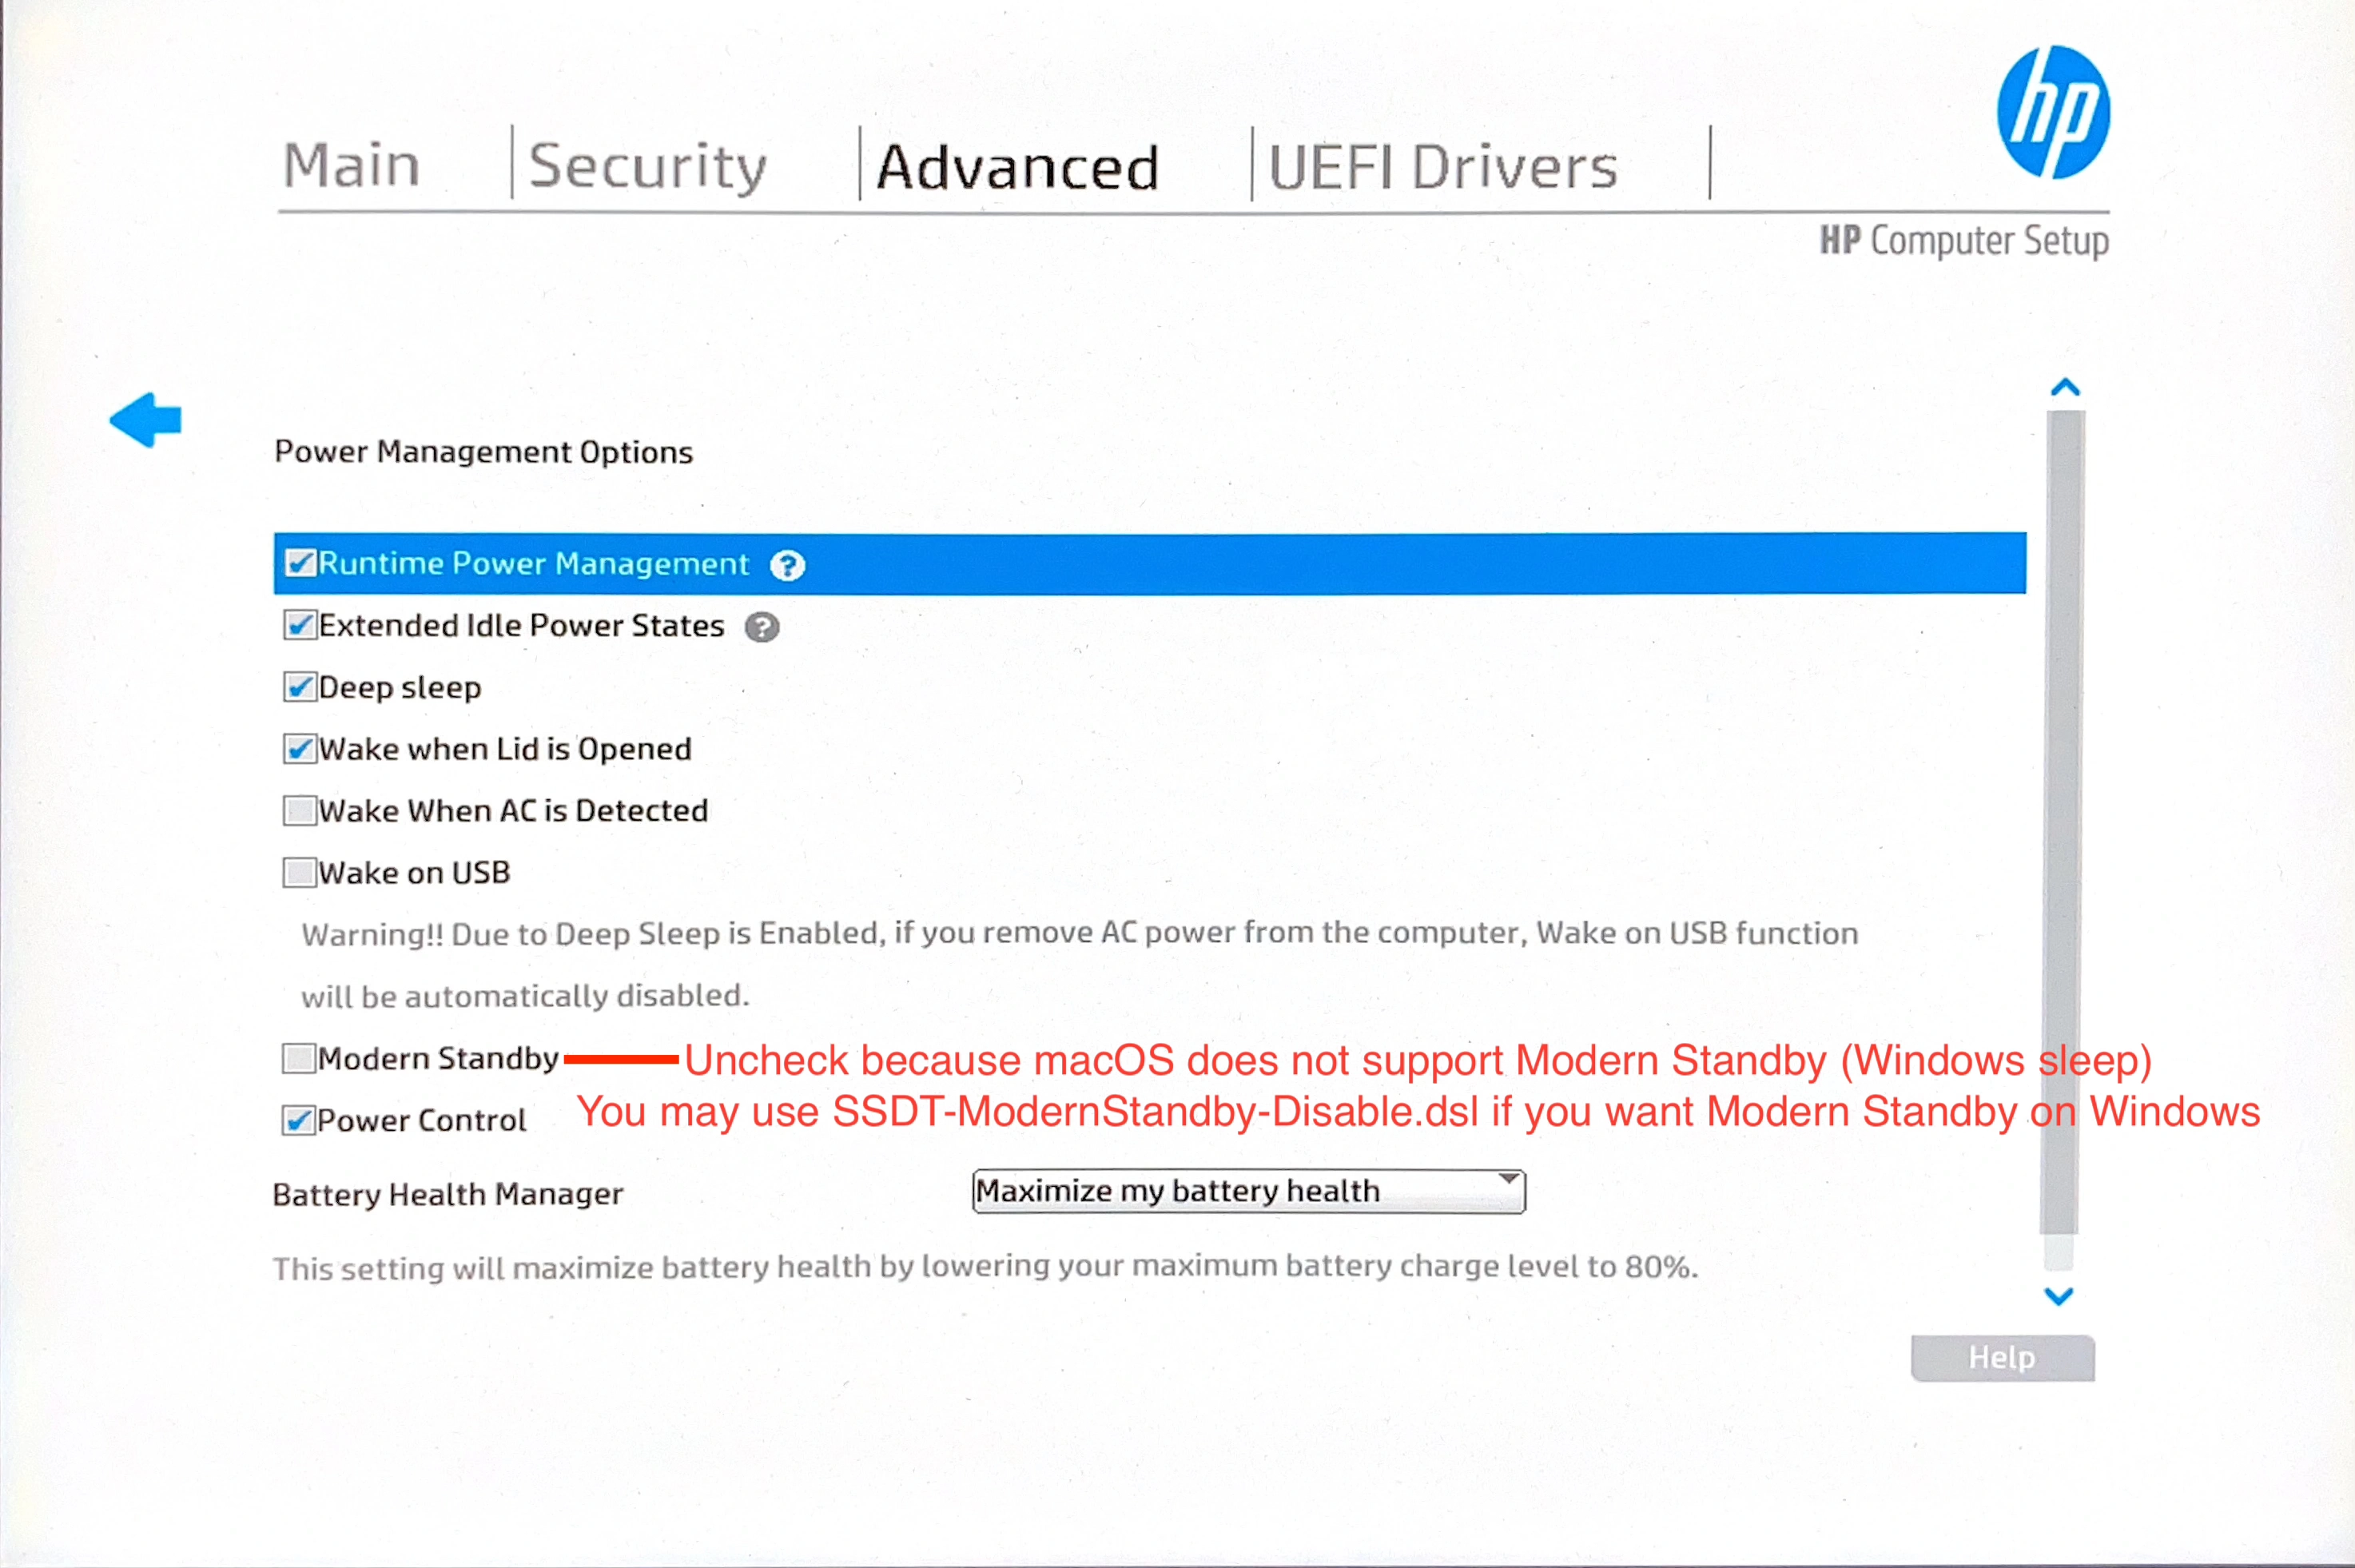 hp
Main
Security
Advanced
UEFI Drivers
HP Computer Setup
Power Management Options
Runtime Power Management ?
Extended Idle Power States ?
Deep sleep
Wake when Lid is Opened
Wake When AC is Detected
Wake on USB
Warning!! Due to Deep Sleep is Enabled, if you remove AC power from the computer, Wake on USB function
will be automatically disabled.
Modern Standby
Uncheck because macOS does not support Modern Standby (Windows sleep)
You may use SSDT-ModernStandby-Disable.dsl if you want Modern Standby on Windows
Power Control
Battery Health Manager
Maximize my battery health
This setting will maximize battery health by lowering your maximum battery charge level to 80%.
Help